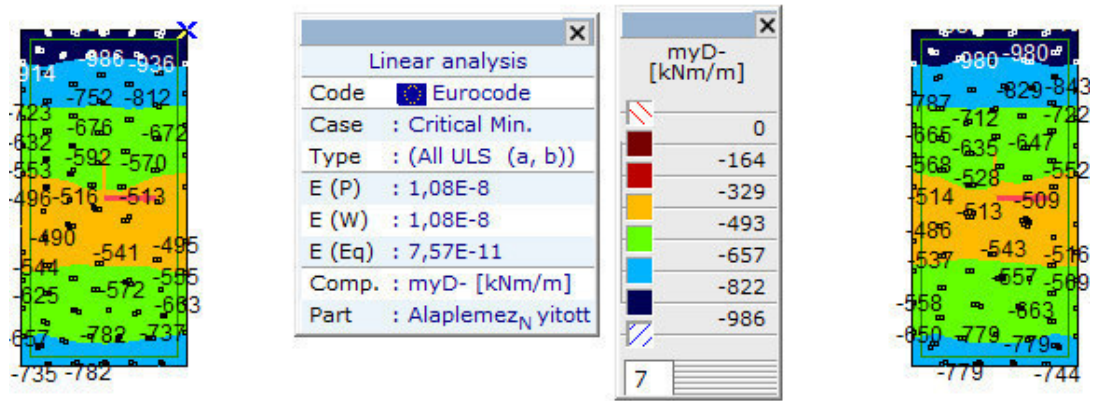 -986 -936
-914
-752 -812
-723
-676 -672
-632
-592 -570
-553
-496 -516 -513
-490
-541 -495
-544
-572 -585
-625
-663
-657 -782 -737
-735 -782
Linear analysis
Code Eurocode
Case : Critical Min.
Type : (All ULS (a, b))
E (P) : 1,08E-8
E (W) : 1,08E-8
E (Eq) : 7,57E-11
Comp. : myD- [kNm/m]
Part : AlaplemezN yitott
myD-
[kNm/m]
0
-164
-329
-493
-657
-822
-986
7
-980 -980
-829 -843
-787
-712 -722
-665
-635 -647
-568 -552
-528
-514 -509
-513
-486
-543 -516
-537
-557 -569
-558
-663
-650 -779 -779
-779 -744